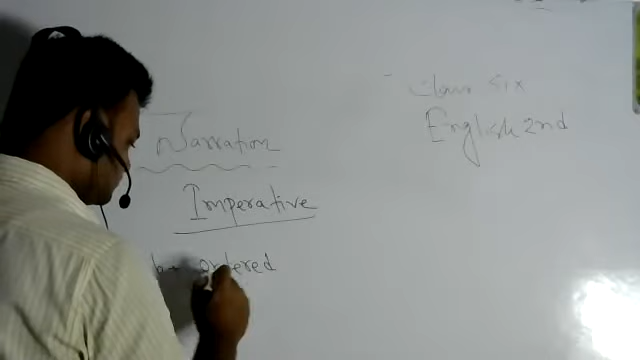 Class six
English 2nd
Narration
Imperative
ordered